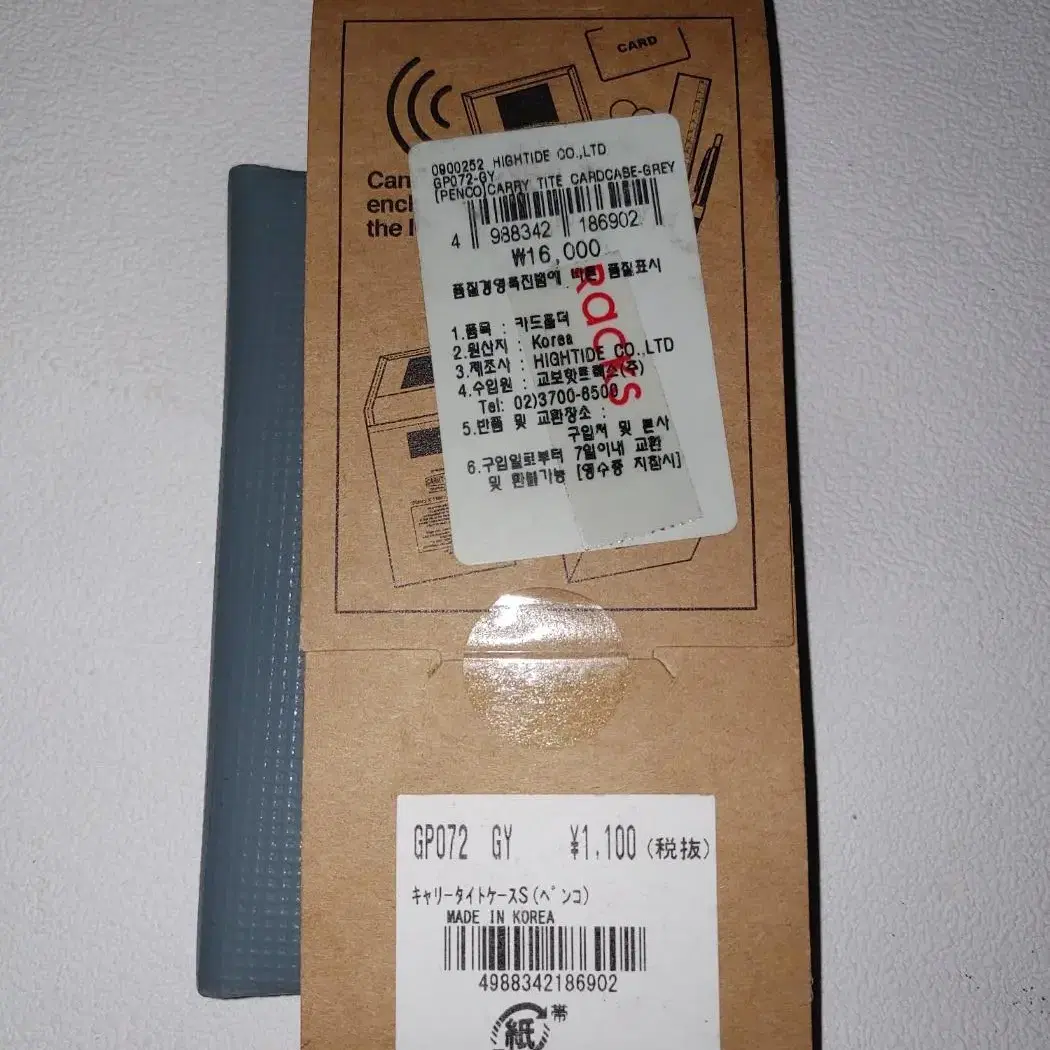 CARD
Can
encl
the l
0900252 HIGHTIDE CO.,LTD
GP072-GY
[PENCO]CARRY TITE CARDCASE-GREY
4 988342 186902
₩16,000
품질경영촉진법에 따른 품질표시
Racks
1.품목 : 카드홀더
2.원산지 : Korea
3.제조사 : HIGHTIDE CO.,LTD
4.수입원 : 교보핫트랙스(주)
Tel: 02)3700-6500
5.반품 및 교환장소 :
구입처 및 본사
6.구입일로부터 7일이내 교환
및 환불가능 [영수증 지참시]
GP072 GY ¥1,100(税抜)
キャリータイトケースS(ペンコ)
MADE IN KOREA
4988342186902
帯
紙